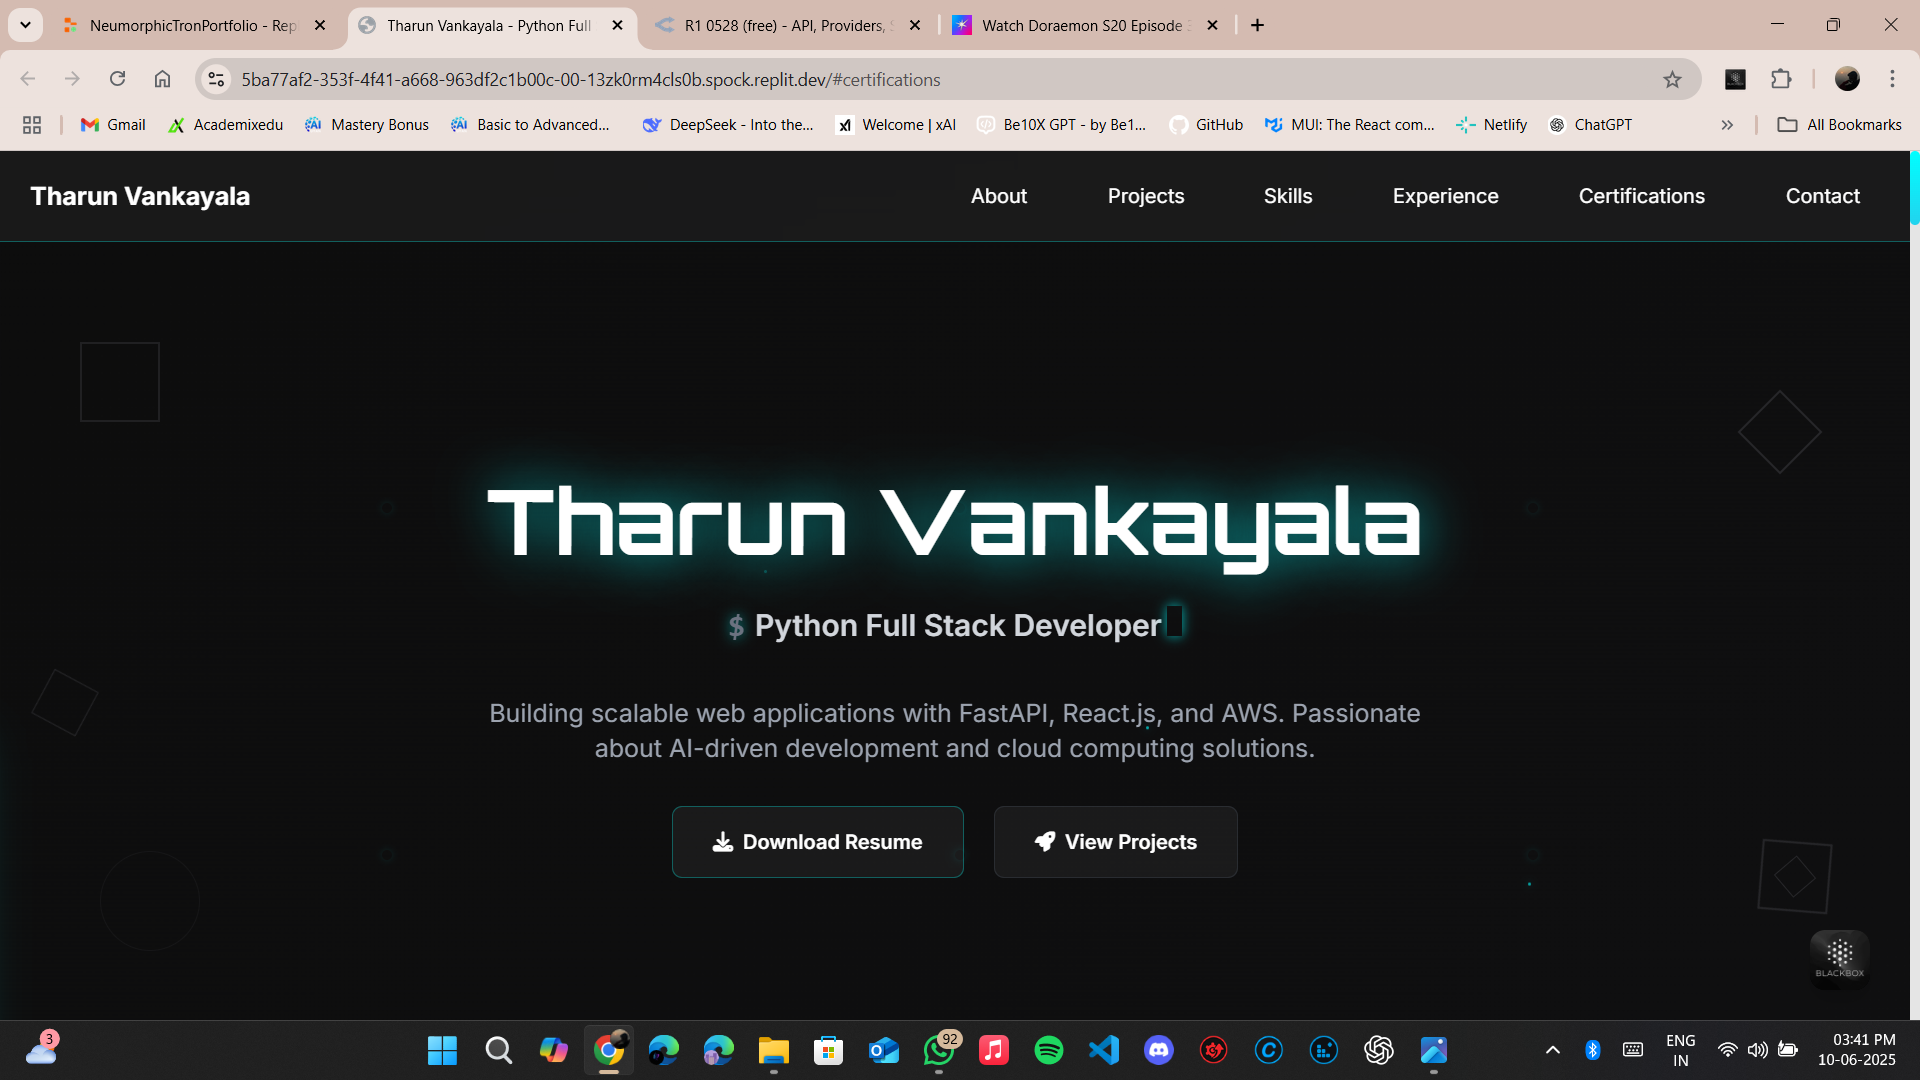 NeumorphicTronPortfolio - Rep
Tharun Vankayala - Python Full
R1 0528 (free) - API, Providers,
Watch Doraemon S20 Episode
5ba77af2-353f-4f41-a668-963df2c1b00c-00-13zk0rm4cls0b.spock.replit.dev/#certifications
Gmail
Academixedu
Mastery Bonus
Basic to Advanced...
DeepSeek - Into the...
Welcome | xAI
Be10X GPT - by Be1...
GitHub
MUI: The React com...
Netlify
ChatGPT
All Bookmarks
Tharun Vankayala
About
Projects
Skills
Experience
Certifications
Contact
Tharun Vankayala
$ Python Full Stack Developer
Building scalable web applications with FastAPI, React.js, and AWS. Passionate
about AI-driven development and cloud computing solutions.
Download Resume
View Projects
BLACKBOX
3
92
ENG
IN
03:41 PM
10-06-2025